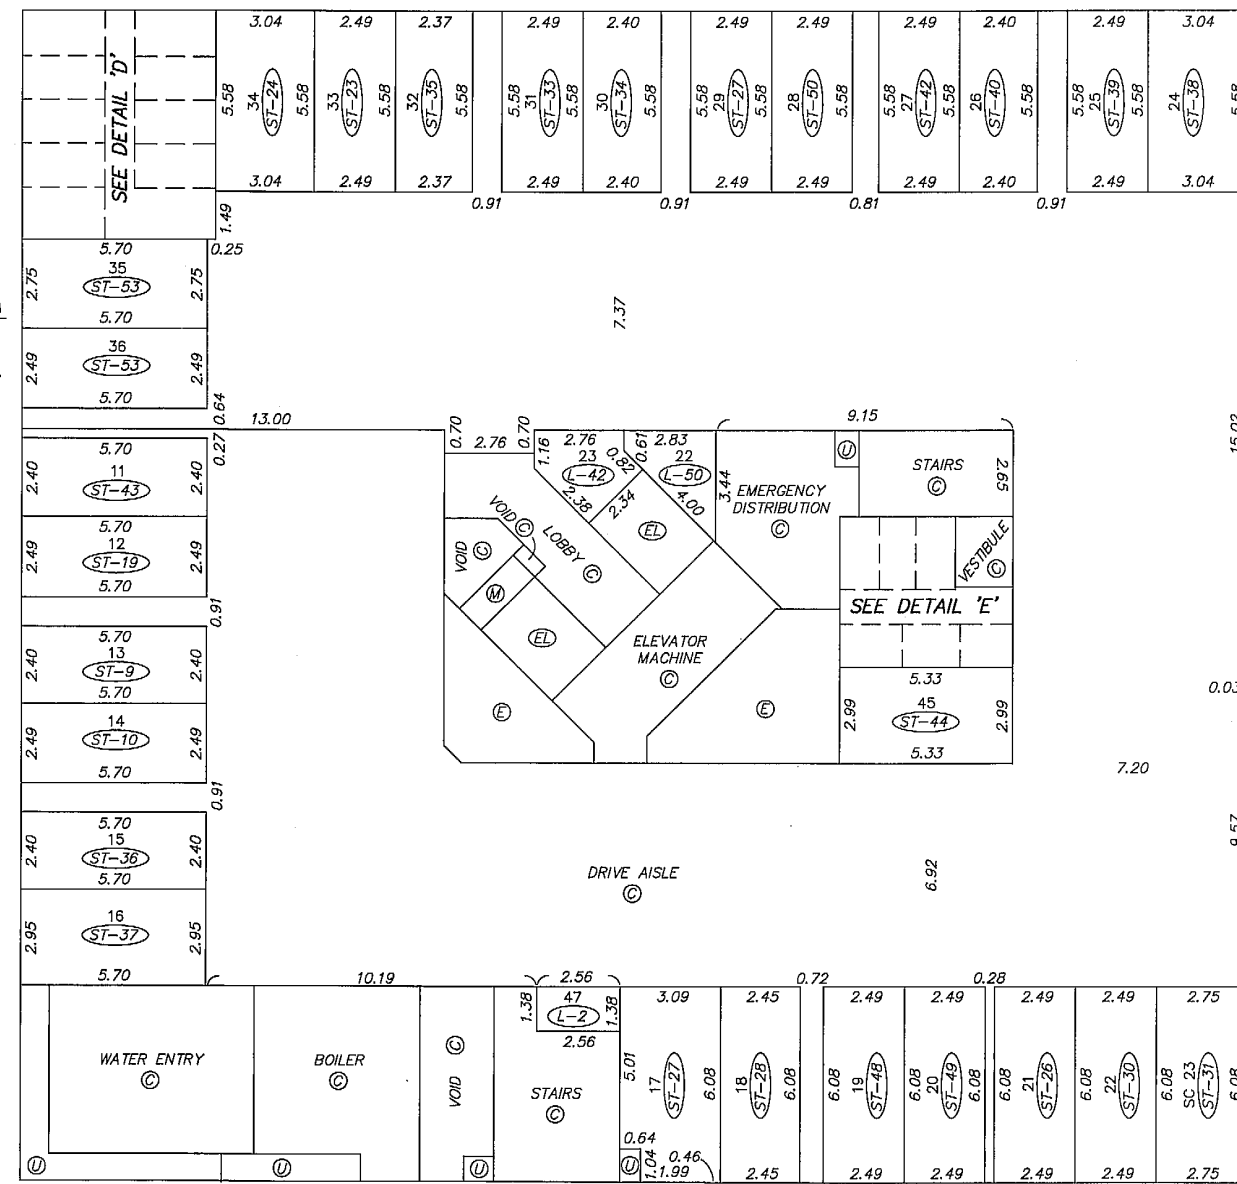 3.04 2.49 2.37 2.49 2.40 2.49 2.49 2.49 2.40 2.49 3.04
SEE DETAIL 'D'
5.58 34 ST-24 5.58 33 ST-23 5.58 32 ST-35 5.58
5.58 31 ST-33 5.58 30 ST-34 5.58
5.58 29 ST-27 5.58 28 ST-50 5.58
5.58 27 ST-42 5.58 26 ST-40 5.58
5.58 25 ST-39 5.58 24 ST-38 5.58
3.04 2.49 2.37 2.49 2.40 2.49 2.49 2.49 2.40 2.49 3.04
1.49 0.91 0.91 0.81 0.91
5.70 0.25
2.75 35 2.75
ST-53
5.70
7.37
36
2.49 ST-53 2.49
5.70
0.64
13.00
9.15
5.70 0.27
11
2.40 ST-43 2.40
5.70
12
2.49 ST-19 2.49
5.70
0.91
5.70
13
2.40 ST-9 2.40
5.70
14
2.49 ST-10 2.49
5.70
0.91
5.70
15
2.40 ST-36 2.40
5.70
16
2.95 ST-37 2.95
5.70
0.70 2.76 0.70
1.16 2.76 0.82 0.61 2.83
23 22
L-42 L-50
2.38 2.34 4.00 3.44
U
STAIRS
C
2.65
EMERGENCY
DISTRIBUTION
C
VOID C
LOBBY C
EL
VOID C
M
VESTIBULE
C
SEE DETAIL 'E'
EL
ELEVATOR
MACHINE
C
E
E
5.33
45
2.99 ST-44 2.99
5.33
15.02
0.03
7.20
9.57
DRIVE AISLE
C
6.92
10.19 2.56
0.72 0.28
1.38 47 1.38
L-2
2.56
WATER ENTRY
C
BOILER
C
VOID C
STAIRS
C
U U U U
3.09 2.45 2.49 2.49 2.49 2.49 2.75
5.01 17 ST-27 6.08 18 ST-28 6.08
6.08 19 ST-48 6.08 20 ST-49 6.08
6.08 21 ST-26 6.08 22 ST-30 6.08 SC 23 ST-31 6.08
0.64
1.04 0.46
1.99 2.45 2.49 2.49 2.49 2.49 2.75